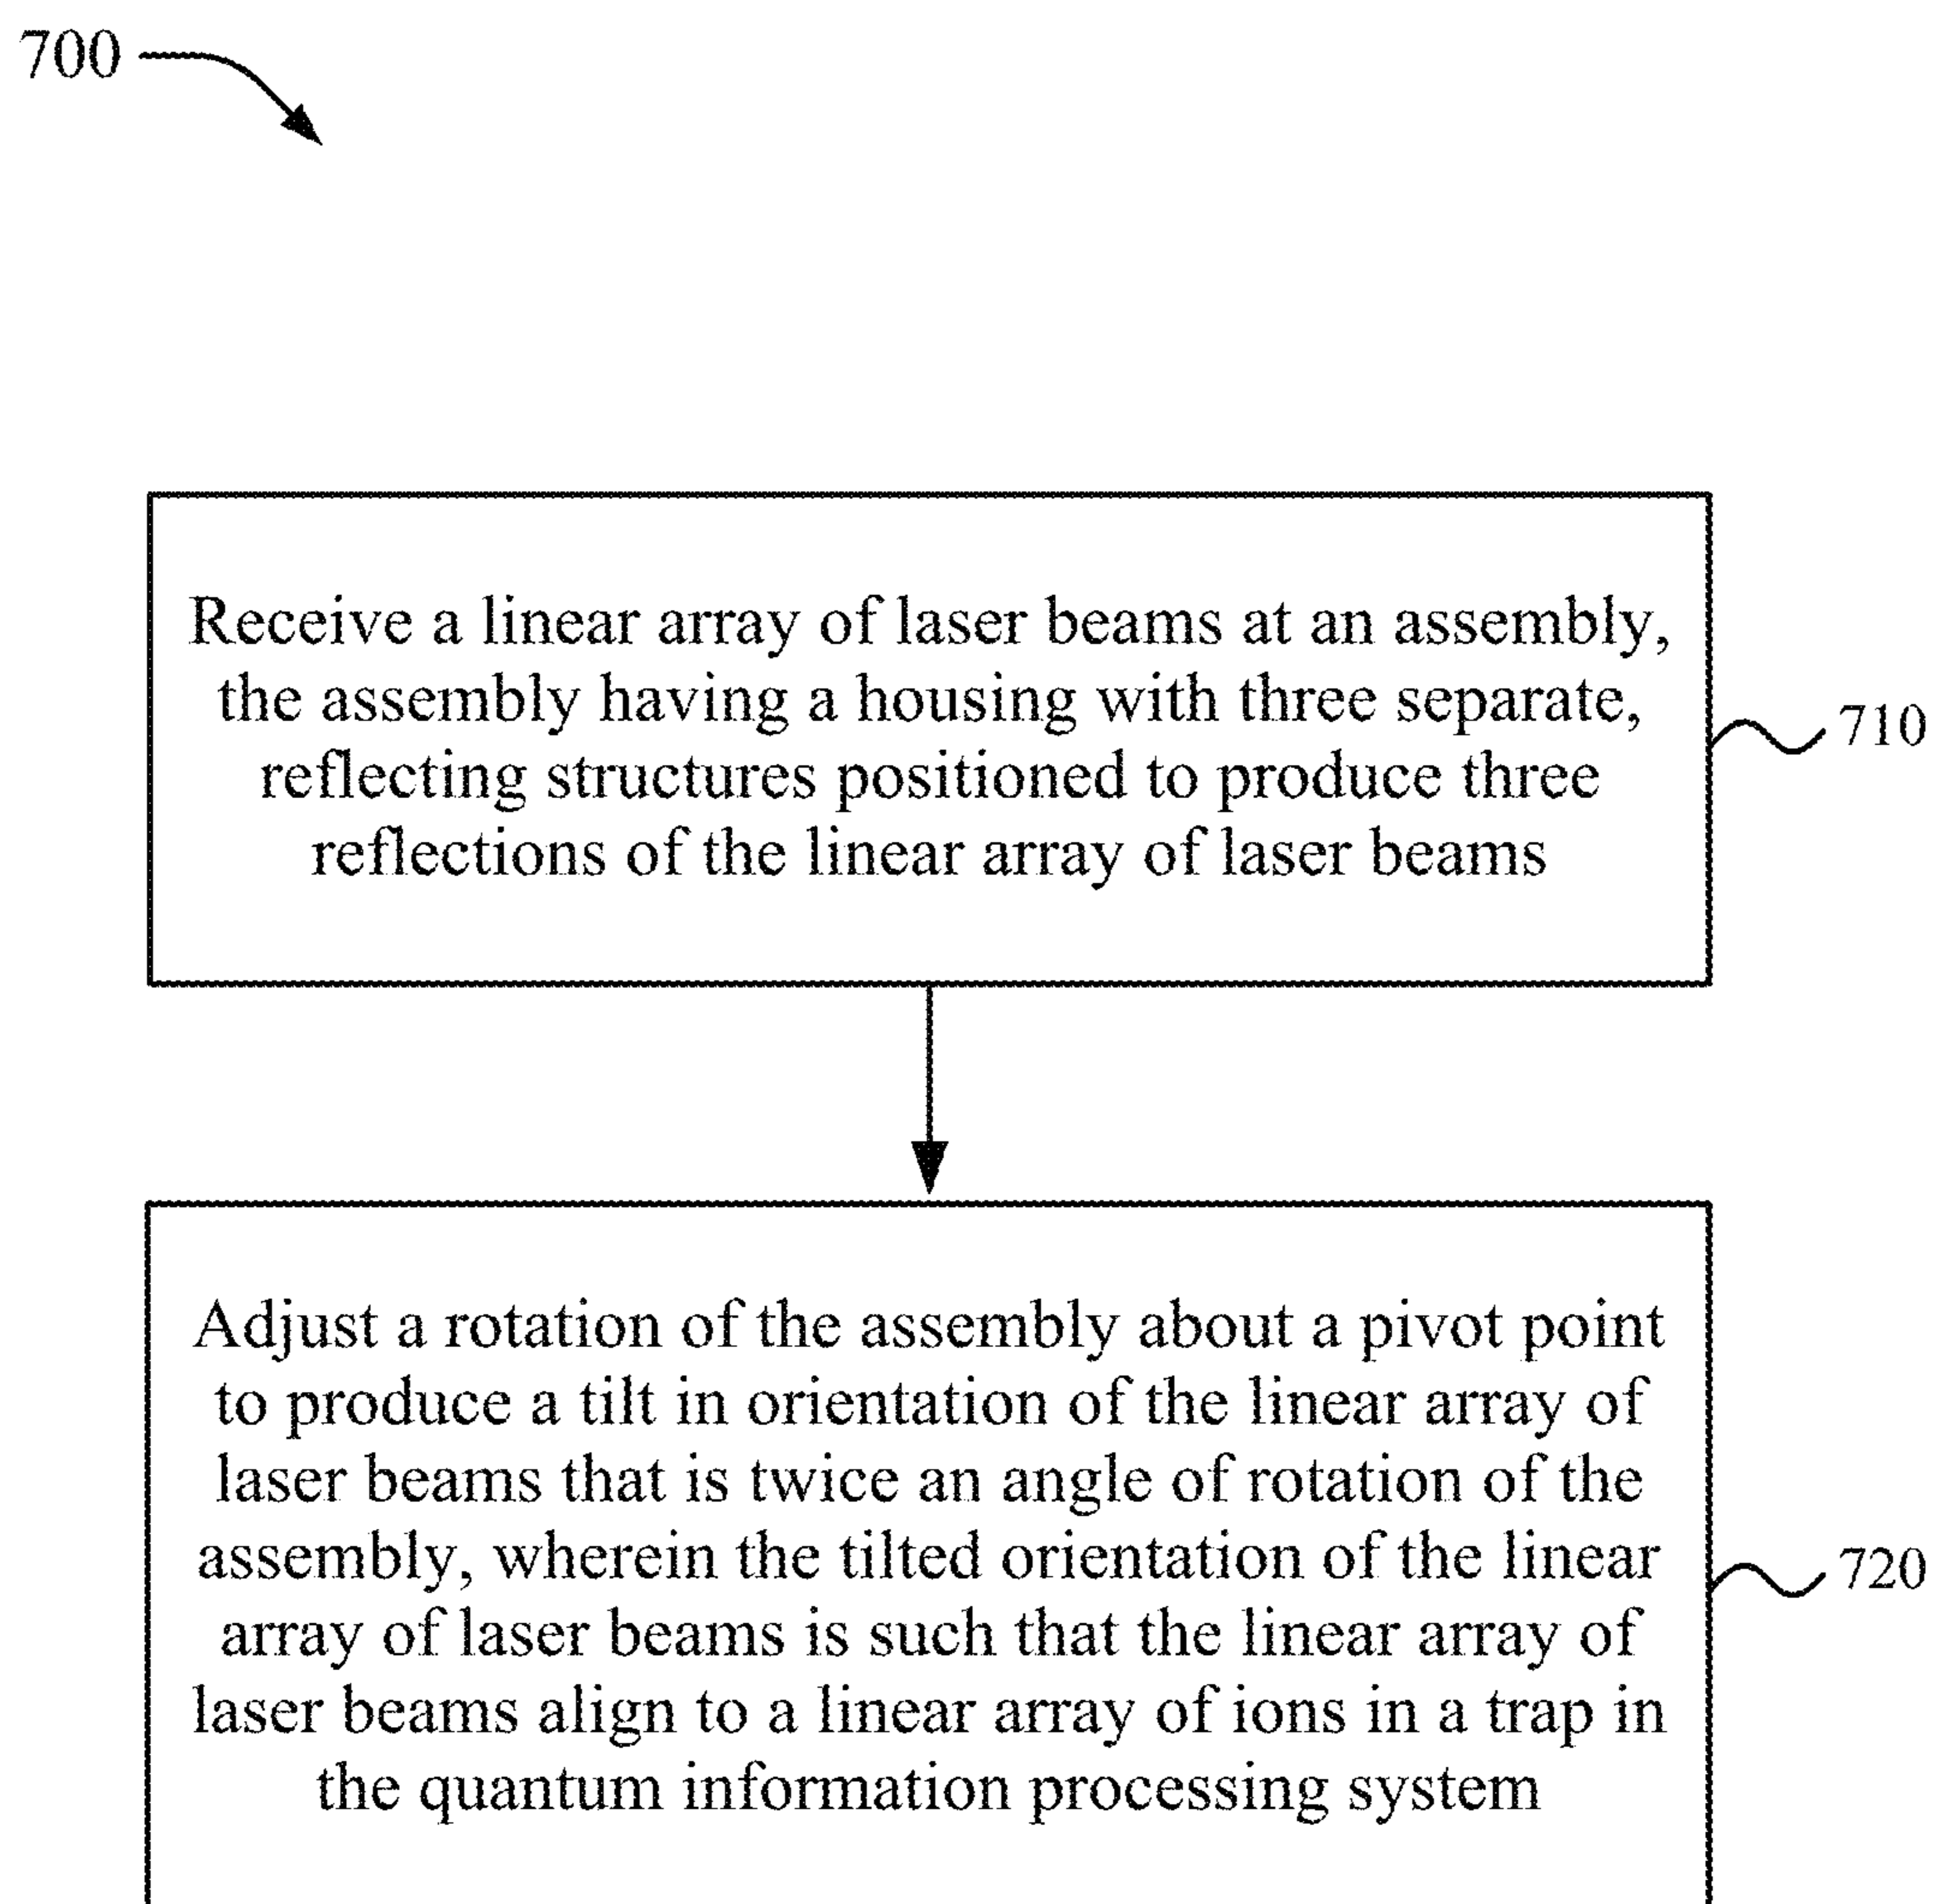 700
Receive a linear array of laser beams at an assembly,
the assembly having a housing with three separate,
reflecting structures positioned to produce three
reflections of the linear array of laser beams
710
Adjust a rotation of the assembly about a pivot point
to produce a tilt in orientation of the linear array of
laser beams that is twice an angle of rotation of the
assembly, wherein the tilted orientation of the linear
array of laser beams is such that the linear array of
laser beams align to a linear array of ions in a trap in
the quantum information processing system
720